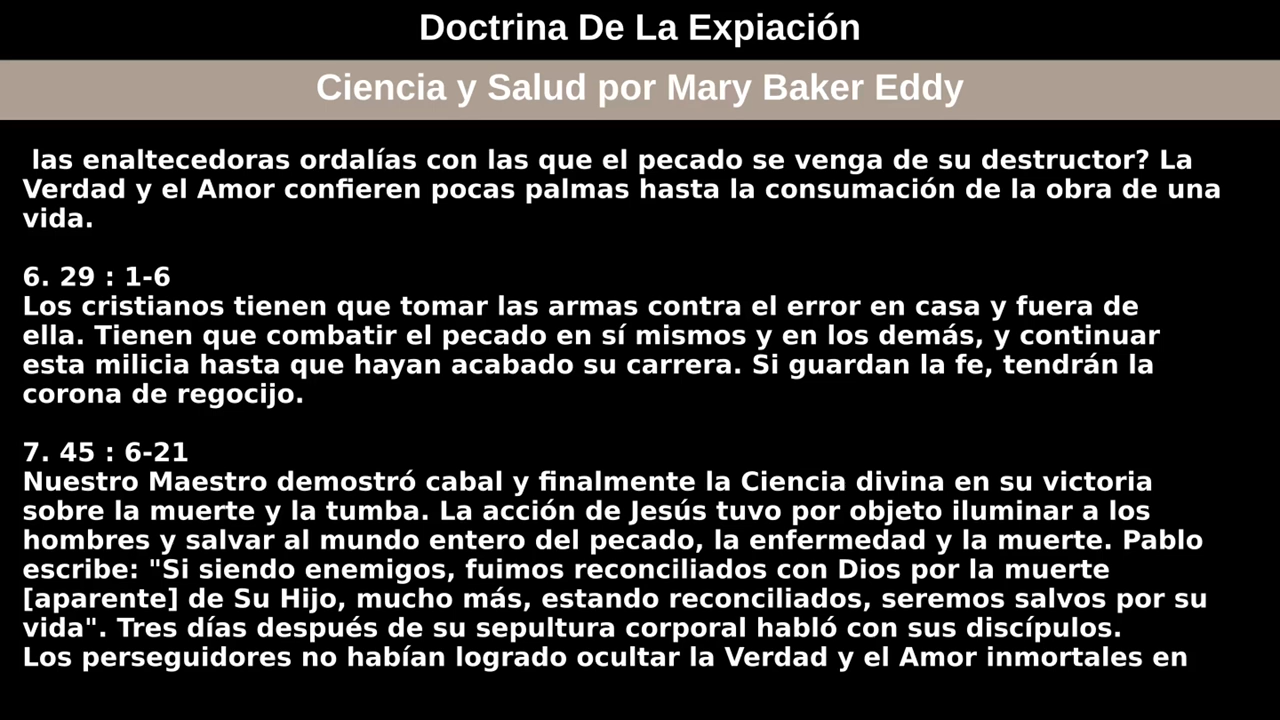 Doctrina De La Expiación
Ciencia y Salud por Mary Baker Eddy
las enaltecedoras ordalías con las que el pecado se venga de su destructor? La
Verdad y el Amor confieren pocas palmas hasta la consumación de la obra de una
vida.
6. 29 : 1-6
Los cristianos tienen que tomar las armas contra el error en casa y fuera de
ella. Tienen que combatir el pecado en sí mismos y en los demás, y continuar
esta milicia hasta que hayan acabado su carrera. Si guardan la fe, tendrán la
corona de regocijo.
7. 45 : 6-21
Nuestro Maestro demostró cabal y finalmente la Ciencia divina en su victoria
sobre la muerte y la tumba. La acción de Jesús tuvo por objeto iluminar a los
hombres y salvar al mundo entero del pecado, la enfermedad y la muerte. Pablo
escribe: "Si siendo enemigos, fuimos reconciliados con Dios por la muerte
[aparente] de Su Hijo, mucho más, estando reconciliados, seremos salvos por su
vida". Tres días después de su sepultura corporal habló con sus discípulos.
Los perseguidores no habían logrado ocultar la Verdad y el Amor inmortales en